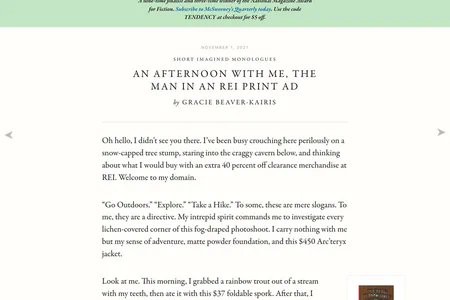 A nine-time finalist and three-time winner of the National Magazine Award
for Fiction. Subscribe to McSweeney's Quarterly today. Use the code
TENDENCY at checkout for $5 off.
NOVEMBER 1, 2021
SHORT IMAGINED MONOLOGUES
AN AFTERNOON WITH ME, THE
MAN IN AN REI PRINT AD
by GRACIE BEAVER-KAIRIS
Oh hello, I didn't see you there. I've been busy crouching here perilously on a
snow-capped tree stump, staring into the craggy cavern below, and thinking
about what I would buy with an extra 40 percent off clearance merchandise at
REI. Welcome to my domain.
“Go Outdoors.” “Explore.” “Take a Hike.” To some, these are mere slogans. To
me, they are a directive. My intrepid spirit commands me to investigate every
lichen-covered corner of this fog-draped photoshoot. I carry nothing with me
but my sense of adventure, matte powder foundation, and this $450 Arc'teryx
jacket.
Look at me. This morning, I grabbed a rainbow trout out of a stream
with my teeth, then ate it with this $37 foldable spork. After that, I